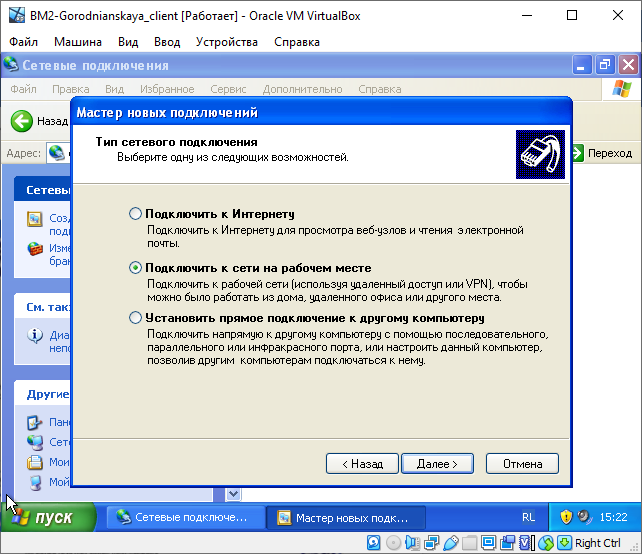 BM2-Gorodnianskaya_client [Работает] - Oracle VM VirtualBox
Файл Машина Вид Ввод Устройства Справка
Сетевые подключения
Файл Правка Вид Избранное Сервис Дополнительно Справка
Назад
Адрес:
Переход
Мастер новых подключений
Тип сетевого подключения
Выберите одну из следующих возможностей.
Сетевы
Созд
под
Изме
бран
См. так
Диа
непо
Другие
Пан
Сете
Мои
Мой
Подключить к Интернету
Подключить к Интернету для просмотра веб-узлов и чтения электронной
почты.
Подключить к сети на рабочем месте
Подключить к рабочей сети (используя удаленный доступ или VPN), чтобы
можно было работать из дома, удаленного офиса или другого места.
Установить прямое подключение к другому компьютеру
Подключить напрямую к другому компьютеру с помощью последовательного,
параллельного или инфракрасного порта, или настроить данный компьютер,
позволив другим компьютерам подключаться к нему.
< Назад Далее > Отмена
пуск Сетевые подключе... Мастер новых подк... RL 15:22
Right Ctrl